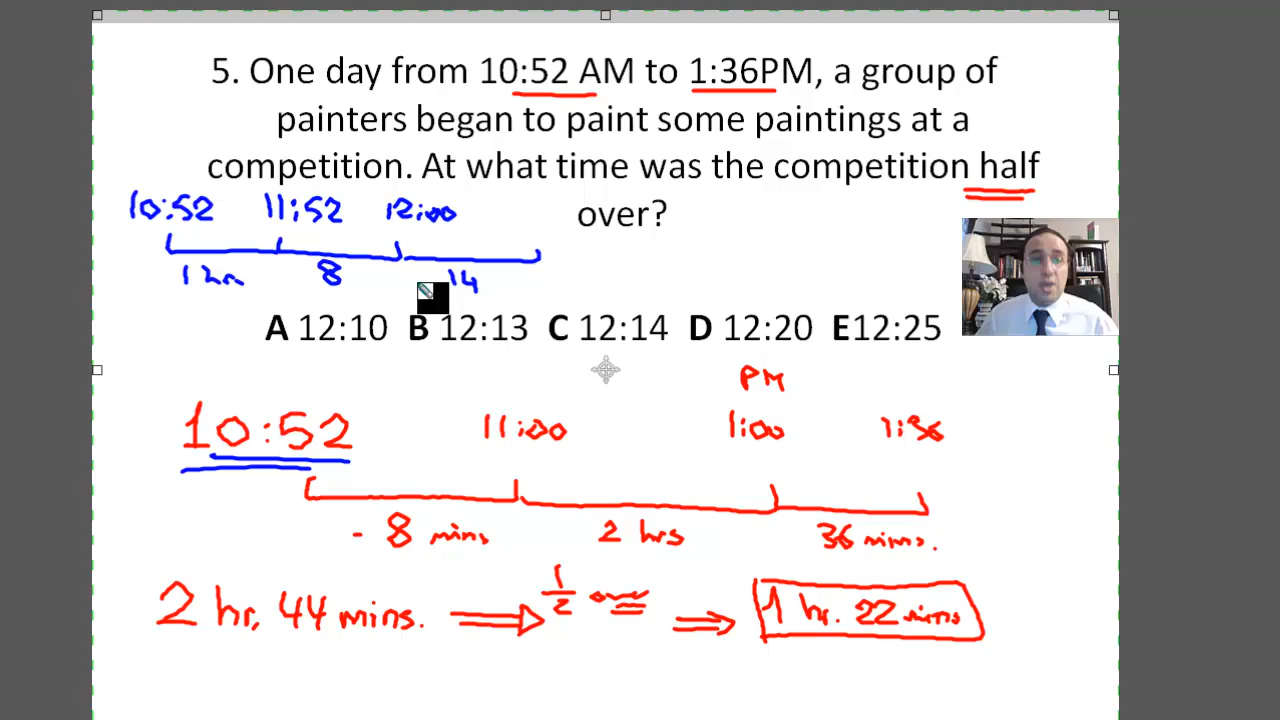 5. One day from 10:52 AM to 1:36PM, a group of
painters began to paint some paintings at a
competition. At what time was the competition half
over?
10:52 11:52 12:00
1 hr 8 14
A 12:10 B 12:13 C 12:14 D 12:20 E12:25
PM
10:52 11:00 1:00 1:36
- 8 mins 2 hrs 36 mins.
2 hr, 44 mins. 1/2 over 1 hr. 22 mins